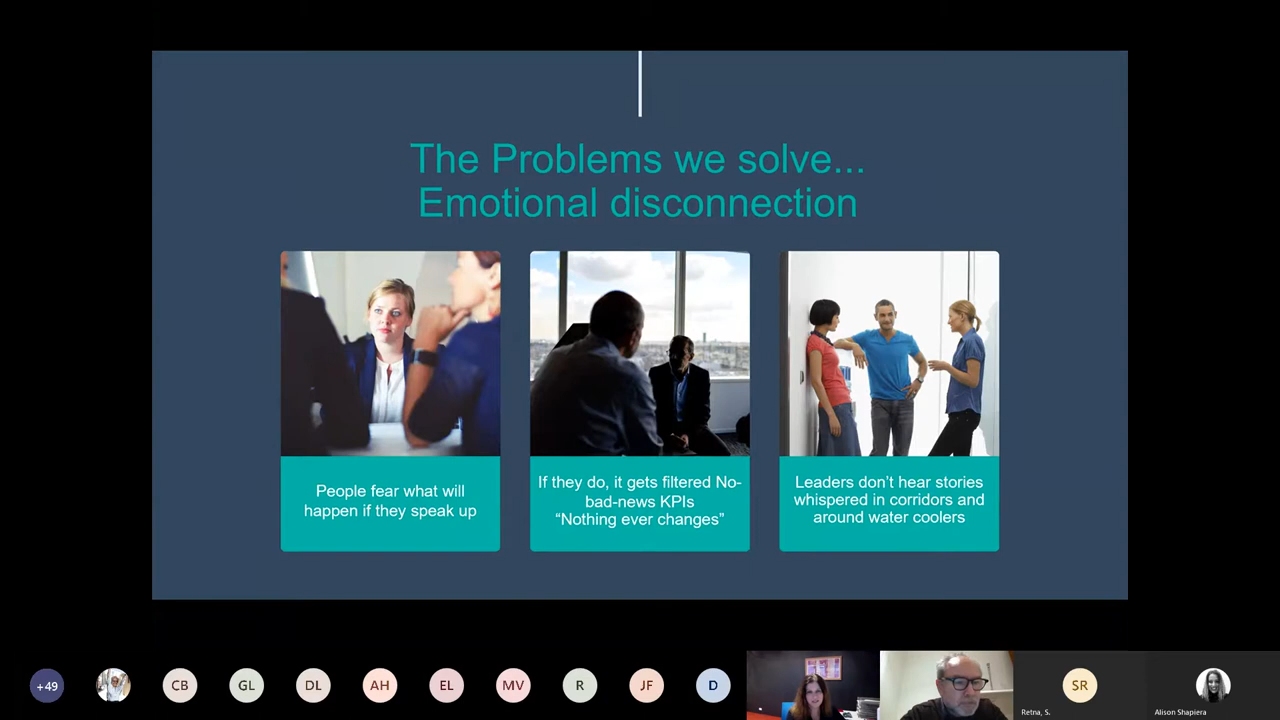 The Problems we solve...
Emotional disconnection
People fear what will
happen if they speak up
If they do, it gets filtered No-
bad-news KPIs
“Nothing ever changes”
Leaders don’t hear stories
whispered in corridors and
around water coolers
+49
CB
GL
DL
AH
EL
MV
R
JF
D
SR
Retna, S.
Alison Shapiera